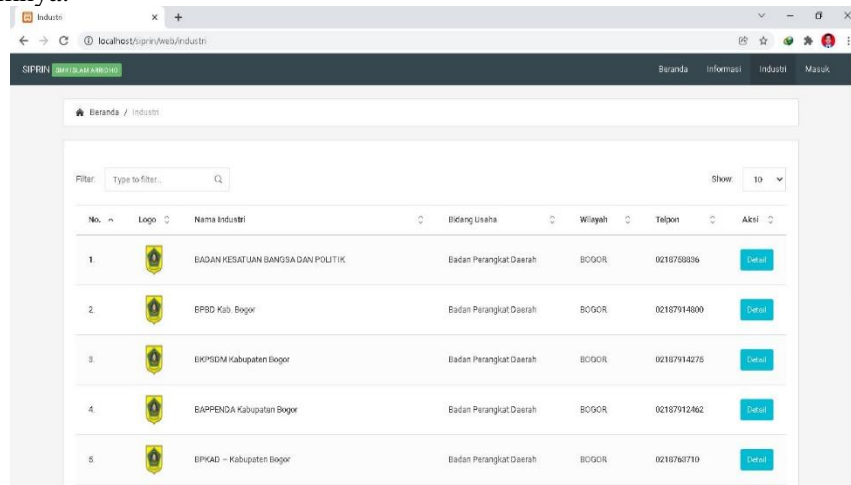 Industri
localhost/siprin/web/industri
SIPRIN SMK ISLAM ARROHO Beranda Informasi Industri Masuk
Beranda / Industri
Filter: Type to filter... Show: 10
No. Logo Nama Industri Bidang Usaha Wilayah Telpon Aksi
1. BADAN KESATUAN BANGSA DAN POLITIK Badan Perangkat Daerah BOGOR 0218758836 Detail
2. BPBD Kab. Bogor Badan Perangkat Daerah BOGOR 02187914800 Detail
3. BKPSDM Kabupaten Bogor Badan Perangkat Daerah BOGOR 02187914275 Detail
4. BAPPENDA Kabupaten Bogor Badan Perangkat Daerah BOGOR 02187912462 Detail
5. BPKAD – Kabupaten Bogor Badan Perangkat Daerah BOGOR 0218763710 Detail